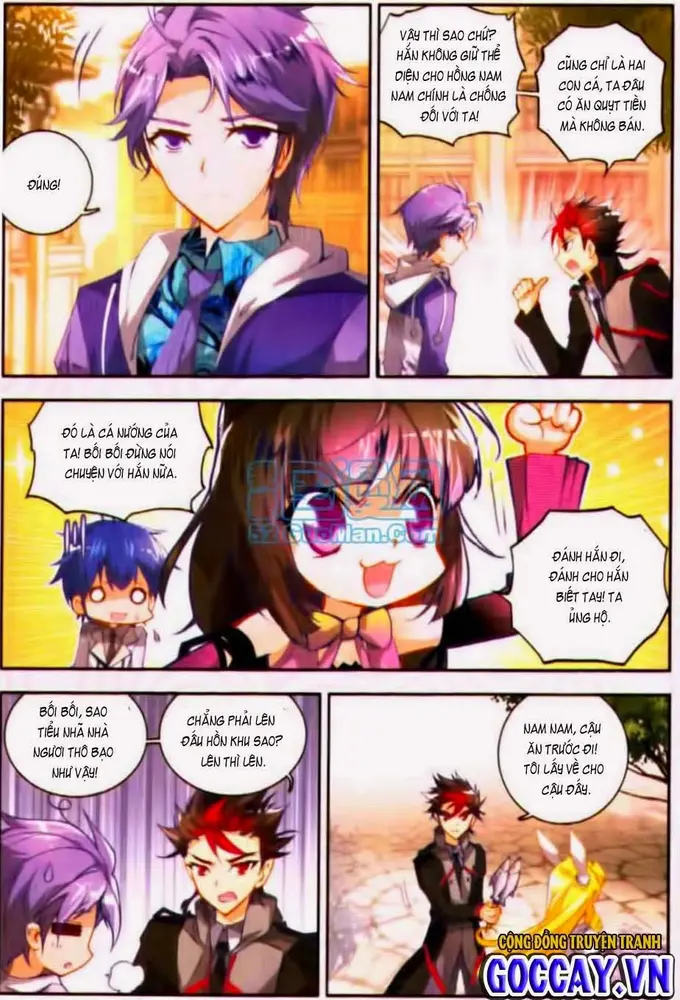 ĐÚNG!
VẬY THÌ SAO CHỨ?
HẮN KHÔNG GIỮ THỂ
DIỆN CHO HỒNG NAM
NAM CHÍNH LÀ CHỐNG
ĐỐI VỚI TA!
CŨNG CHỈ LÀ HAI
CON CÁ, TA ĐÂU
CÓ ĂN QUỴT TIỀN
MÀ KHÔNG BÁN.
ĐÓ LÀ CÁ NƯỚNG CỦA
TA! BỐI BỐI ĐỪNG NÓI
CHUYỆN VỚI HẮN NỮA.
ĐÁNH HẮN ĐI,
ĐÁNH CHO HẮN
BIẾT TAY! TA
ỦNG HỘ.
BỐI BỐI, SAO
TIỂU NHÃ NHÀ
NGƯƠI THÔ BẠO
NHƯ VẬY!
CHẲNG PHẢI LÊN
ĐẤU HỒN KHU SAO?
LÊN THÌ LÊN.
NAM NAM, CẬU
ĂN TRƯỚC ĐI!
TÔI LẤY VỀ CHO
CẬU ĐẤY.
CỘNG ĐỒNG TRUYỆN TRANH
GOCCAY.VN